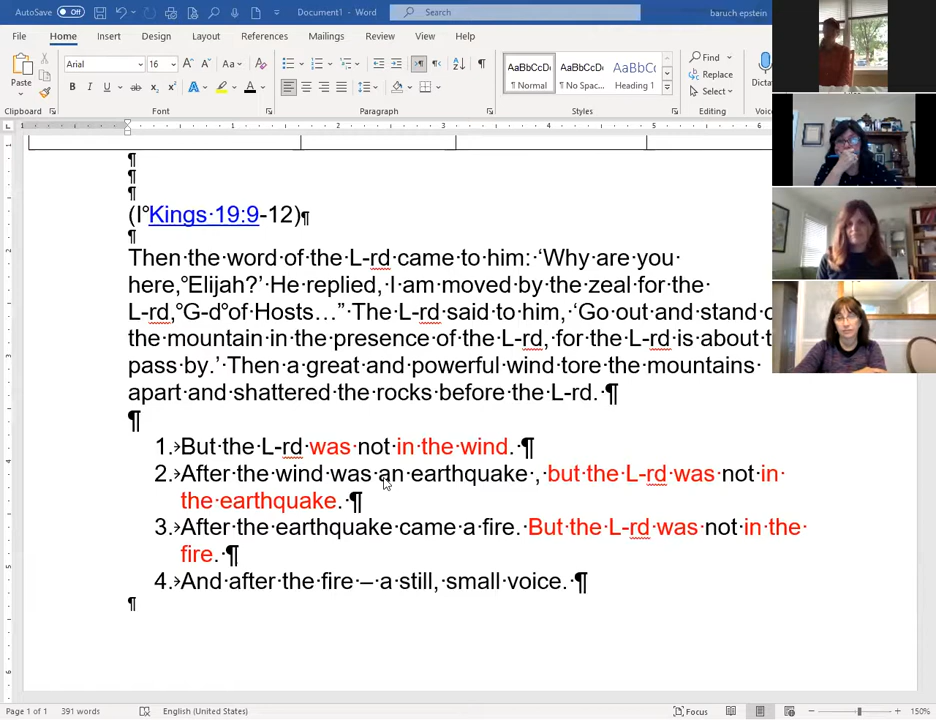 AutoSave Off Document1 - Word Search baruch epstein
File Home Insert Design Layout References Mailings Review View Help
Paste Arial 16 Aa Find Replace Select
B I U ab x₂ x² A A
AaBbCcDc AaBbCcDc AaBbCc
Normal No Spac... Heading 1 Dicta
Clipboard Font Paragraph Styles Editing
(I Kings 19:9-12)
Then the word of the L-rd came to him: ‘Why are you
here, Elijah?’ He replied, I am moved by the zeal for the
L-rd, G-d of Hosts…” The L-rd said to him, ‘Go out and stand
the mountain in the presence of the L-rd, for the L-rd is about
pass by.’ Then a great and powerful wind tore the mountains
apart and shattered the rocks before the L-rd.
1. But the L-rd was not in the wind.
2. After the wind was an earthquake , but the L-rd was not in
the earthquake.
3. After the earthquake came a fire. But the L-rd was not in the
fire.
4. And after the fire – a still, small voice.
Page 1 of 1 391 words English (United States) Focus 150%